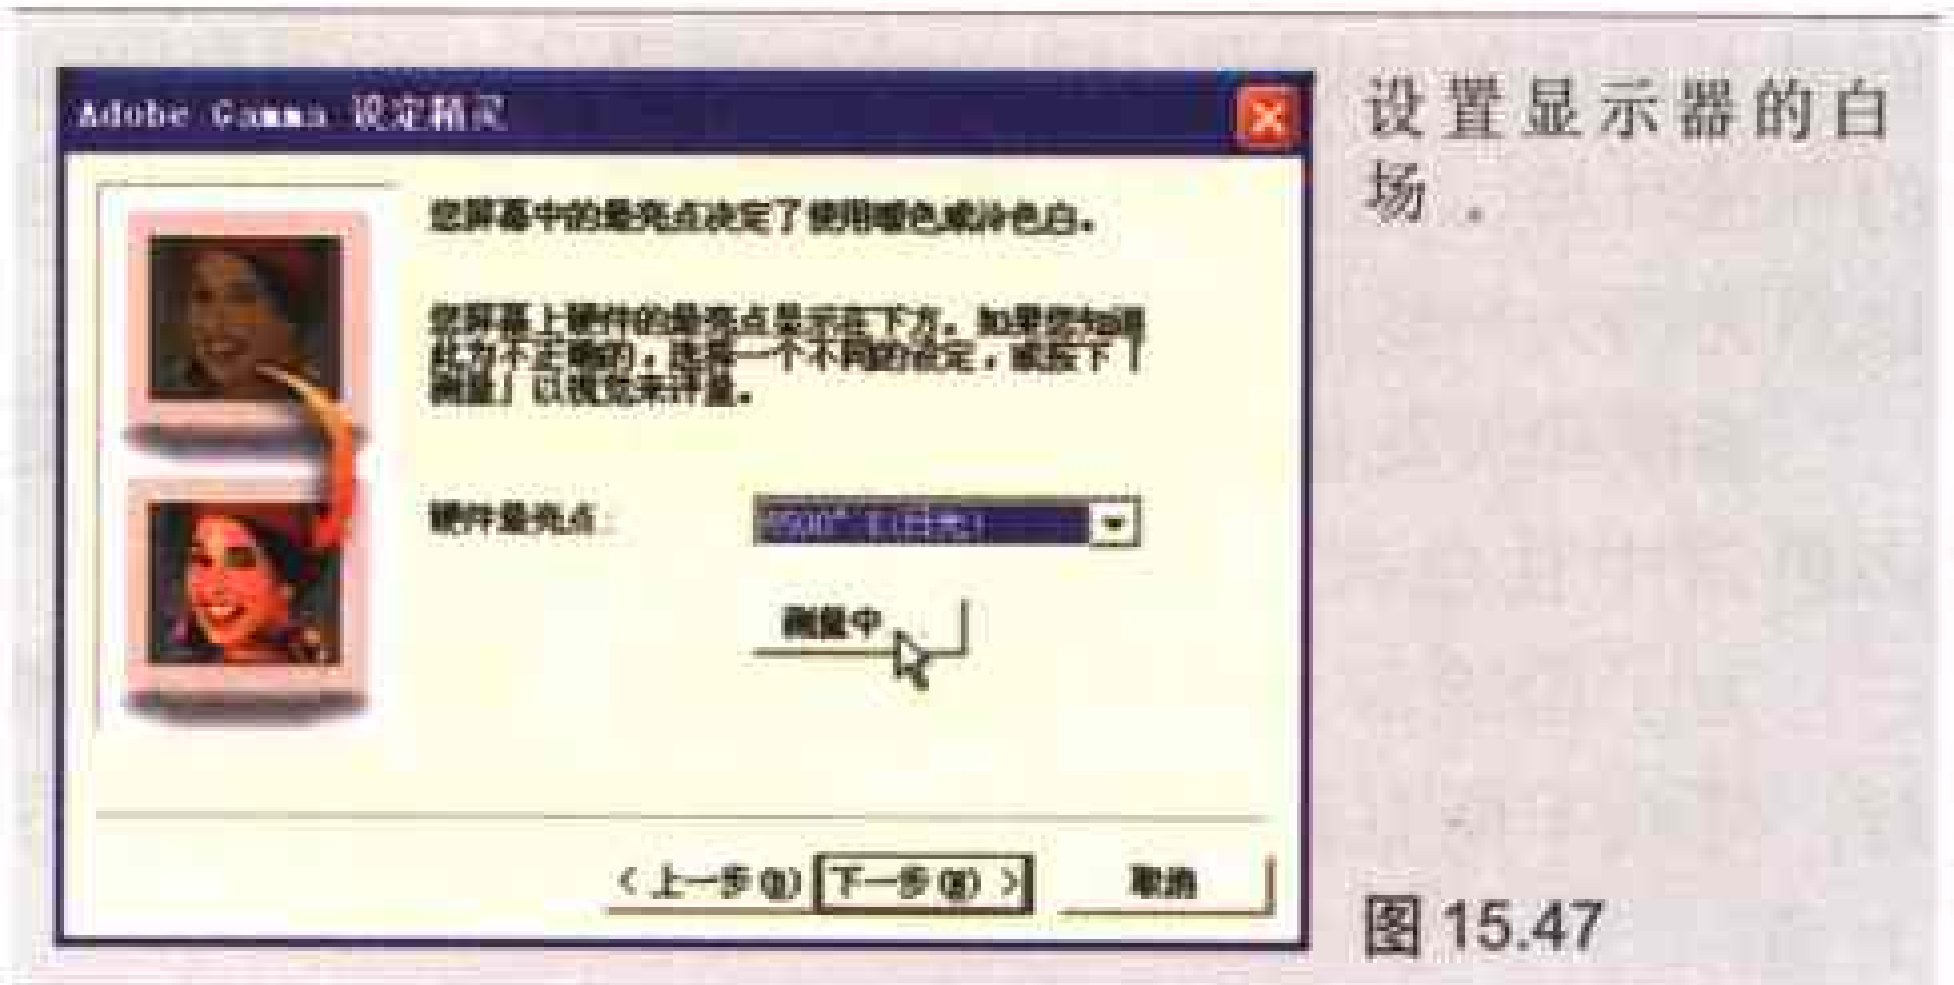 Adobe Gamma 设定精灵
您屏幕中的最亮点决定了使用暖色或冷色白。
您屏幕上硬件的最亮点显示在下方。如果您知道
此为不正确的，选择一个不同的设定，或按下「
测量」以视觉来评量。
硬件最亮点：
测量中
< 上一步(B)
下一步(N) >
取消
设置显示器的白
场．
图 15.47